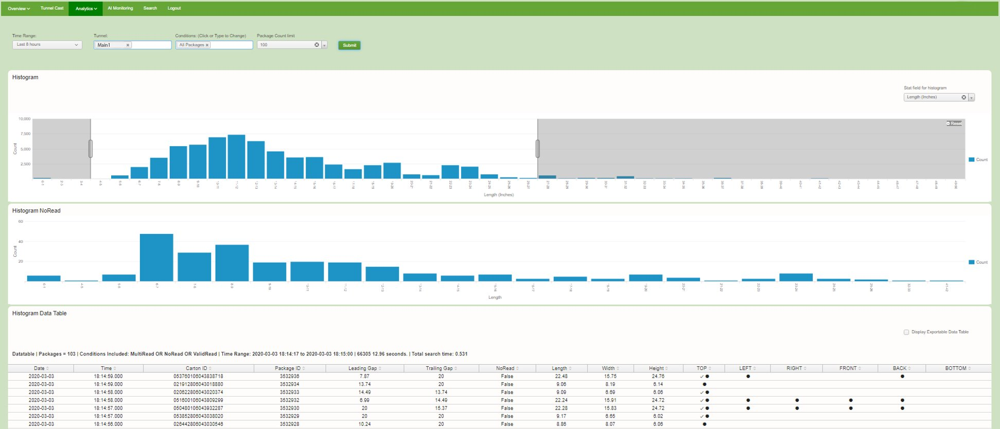 Overview Tunnel Cast Analytics AI Monitoring Search Logout
Time Range: Tunnel: Conditions: (Click or Type to Change) Package Count limit
Last 8 hours Main1 × All Packages × 100 Submit
Histogram
Stat field for histogram
Length (Inches)
10,000
7,500
5,000
2,500
Count
Reset
Count
0-1 2-3 3-4 4-5 5-6 6-7 7-8 8-9 9-10 10-11 11-12 12-13 13-14 14-15 15-16 16-17 17-18 18-19 19-20 20-21 21-22 22-23 23-24 24-25 25-26 26-27 27-28 28-29 29-30 30-31 31-32 32-33 33-34 34-35 35-36 36-37 37-38 38-39 39-40 40-41 41-42 42-43 43-44 44-45 46-47 47-48 48-49 49-50
Length (Inches)
Histogram NoRead
60
40
20
Count
Count
0-1 4-5 5-6 6-7 7-8 8-9 9-10 10-11 11-12 12-13 13-14 14-15 15-16 16-17 17-18 18-19 19-20 20-21 21-22 22-23 23-24 24-25 25-26 32-33 41-42
Length
Histogram Data Table
Display Exportable Data Table
Datatable | Packages = 103 | Conditions Included: MultiRead OR NoRead OR ValidRead | Time Range: 2020-03-03 18:14:17 to 2020-03-03 18:15:00 | 66305 12.96 seconds. | Total search time: 0.531
Date Time Carton ID Package ID Leading Gap Trailing Gap NoRead Length Width Height TOP LEFT RIGHT FRONT BACK BOTTOM
2020-03-03 18:14:59.000 053760106043838718 3532936 7.87 20 False 22.48 15.75 24.76 ✓ ●  ● ●
2020-03-03 18:14:59.000 021912806043018880 3532934 13.74 20 False 9.06 8.19 6.14 ●
2020-03-03 18:14:58.000 020622806043020374 3532933 14.49 13.74 False 9.09 6.69 6.06 ✓ ●
2020-03-03 18:14:58.000 051600106043809299 3532932 6.99 14.49 False 22.24 15.91 24.72 ✓ ● ● ● ● ●
2020-03-03 18:14:57.000 050480106043932287 3532930 20 15.37 False 22.28 15.83 24.72 ✓ ● ● ● ● ●
2020-03-03 18:14:57.000 053852806043038020 3532929 20 20 False 9.17 6.65 6.02 ✓ ●
2020-03-03 18:14:56.000 026442806043030546 3532928 10.24 20 False 8.86 8.07 6.06 ●